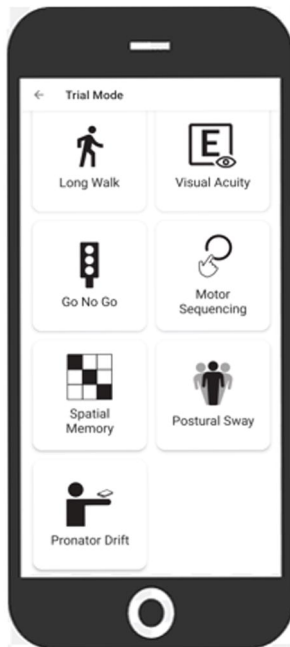 ← Trial Mode
Long Walk
E
Visual Acuity
Go No Go
Motor
Sequencing
Spatial
Memory
Postural Sway
Pronator Drift